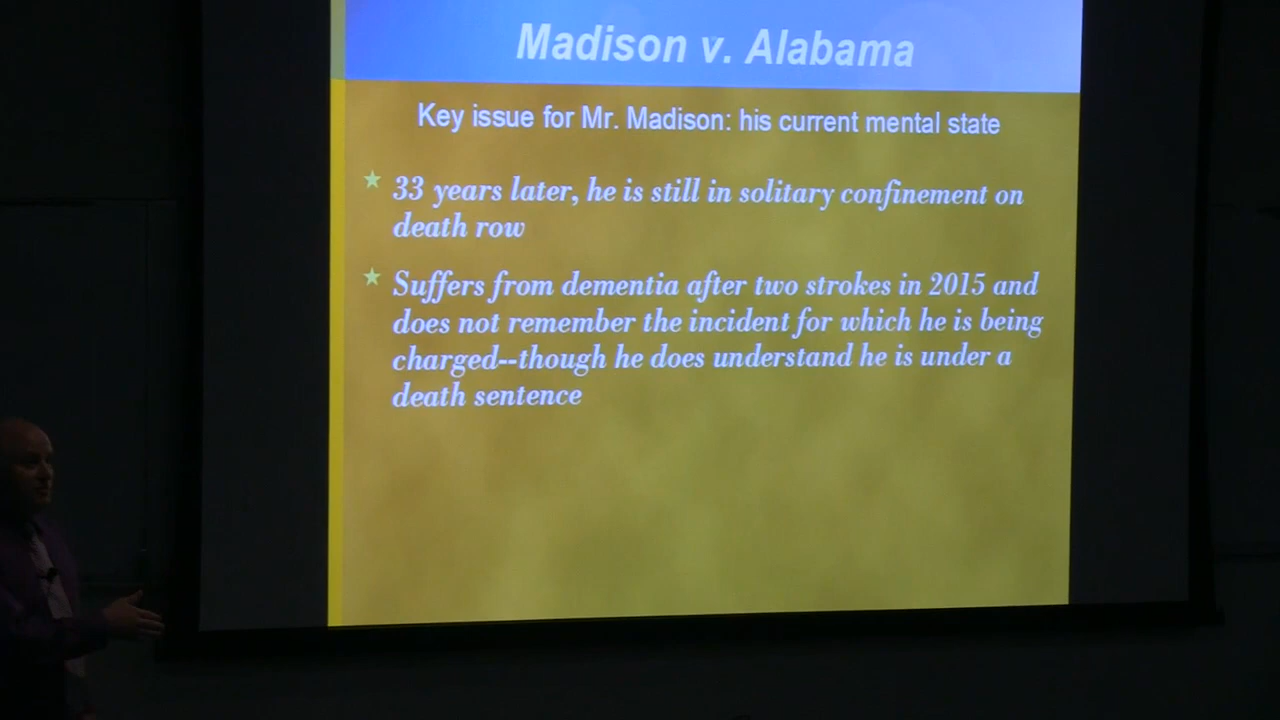 Madison v. Alabama
Key issue for Mr. Madison: his current mental state
33 years later, he is still in solitary confinement on
death row
Suffers from dementia after two strokes in 2015 and
does not remember the incident for which he is being
charged--though he does understand he is under a
death sentence